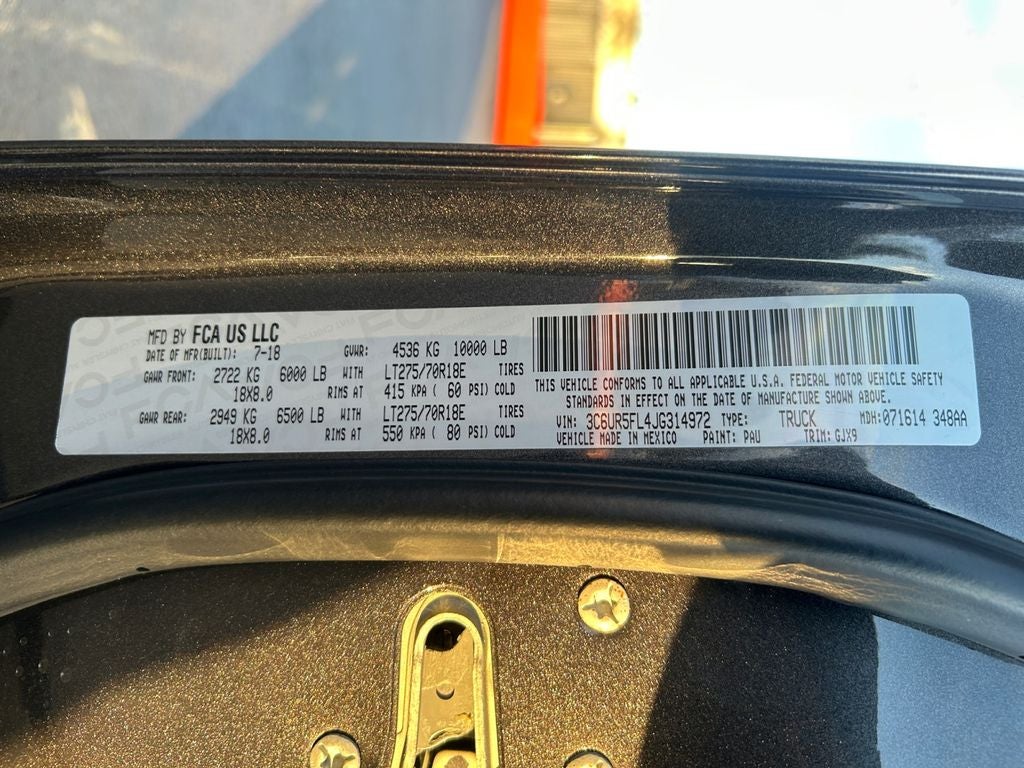 MFD BY FCA US LLC
DATE OF MFR(BUILT): 7-18 GVWR: 4536 KG 10000 LB
GAWR FRONT: 2722 KG 6000 LB WITH LT275/70R18E TIRES
18X8.0 RIMS AT 415 KPA ( 60 PSI) COLD
GAWR REAR: 2949 KG 6500 LB WITH LT275/70R18E TIRES
18X8.0 RIMS AT 550 KPA ( 80 PSI) COLD
THIS VEHICLE CONFORMS TO ALL APPLICABLE U.S.A. FEDERAL MOTOR VEHICLE SAFETY
STANDARDS IN EFFECT ON THE DATE OF MANUFACTURE SHOWN ABOVE.
VIN: 3C6UR5FL4JG314972 TYPE: TRUCK MDH:071614 348AA
VEHICLE MADE IN MEXICO PAINT: PAU TRIM: GJX9